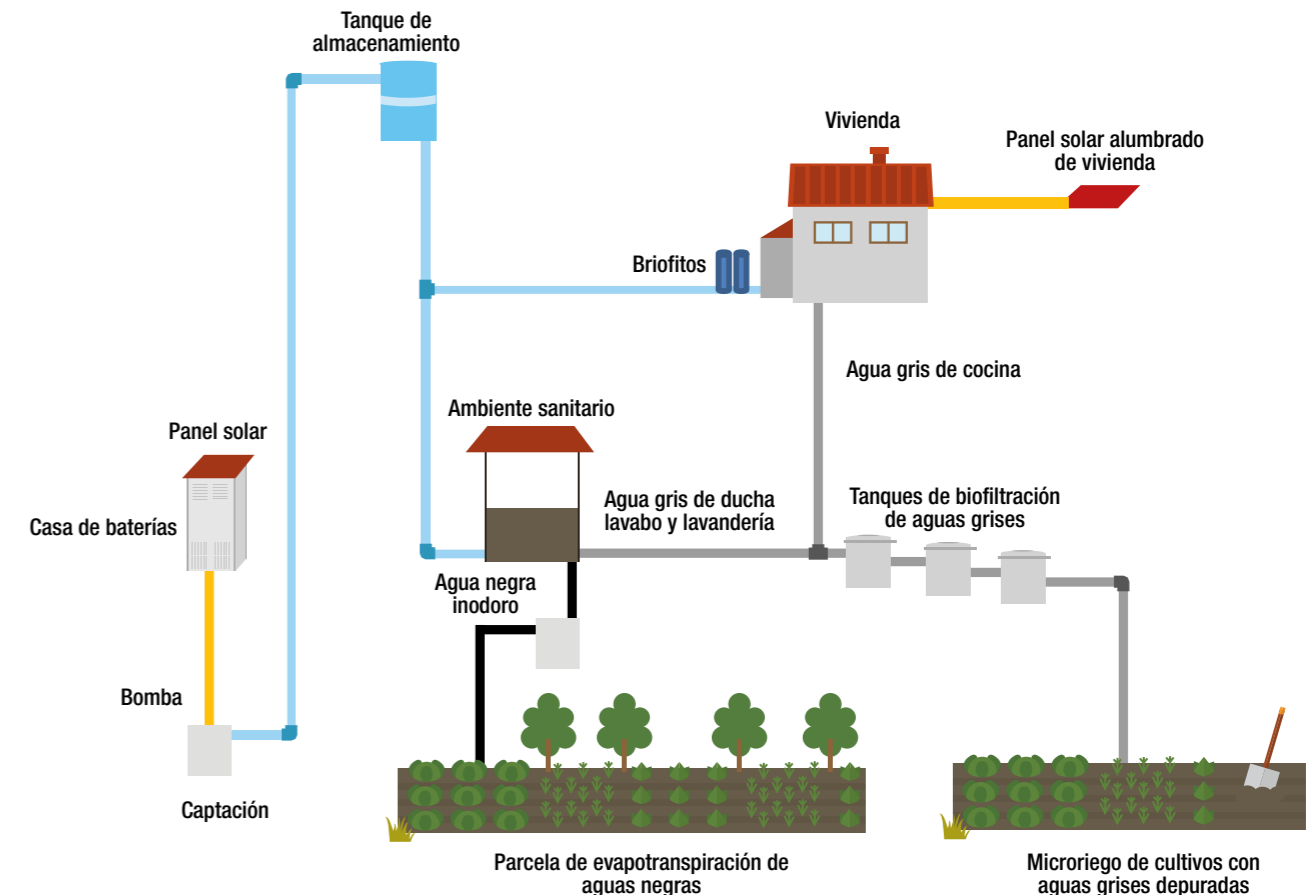 Tanque de
almacenamiento
Vivienda
Panel solar alumbrado
de vivienda
Briofitos
Agua gris de cocina
Ambiente sanitario
Panel solar
Casa de baterías
Agua gris de ducha
lavabo y lavandería
Tanques de biofiltración
de aguas grises
Agua negra
inodoro
Bomba
Captación
Parcela de evapotranspiración de
aguas negras
Microriego de cultivos con
aguas grises depuradas